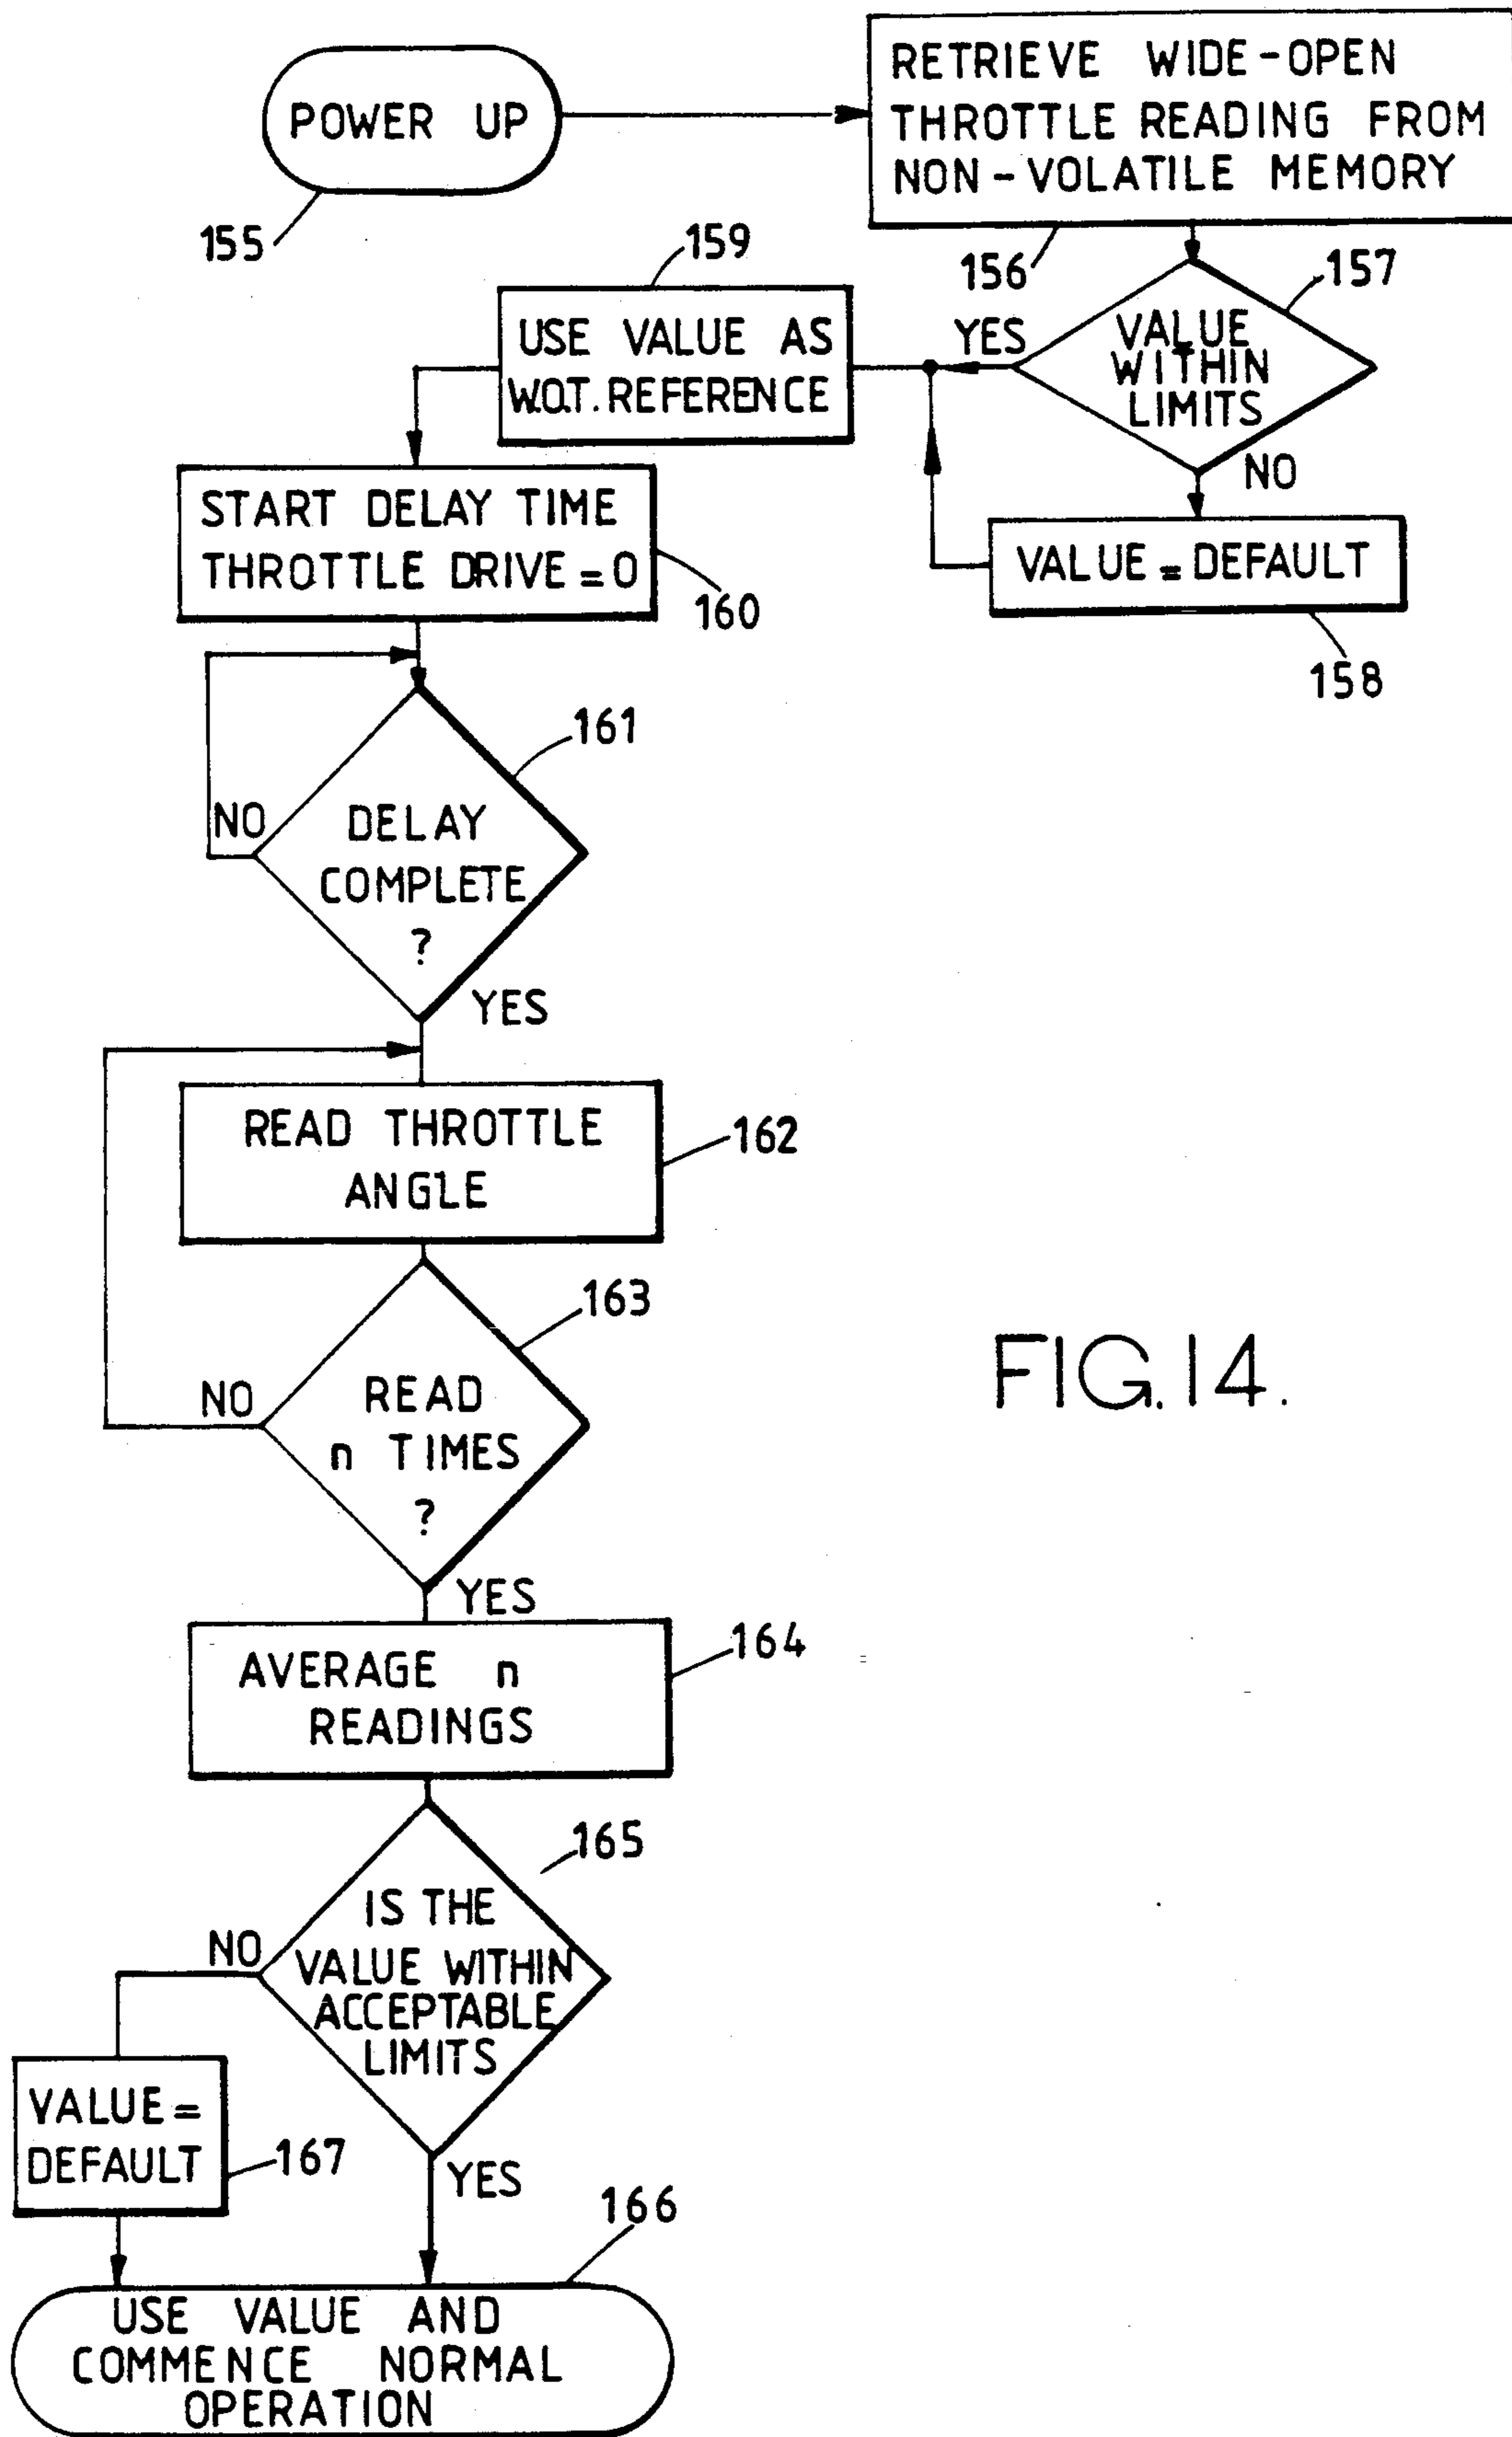 POWER UP
155
RETRIEVE WIDE-OPEN
THROTTLE READING FROM
NON-VOLATILE MEMORY
156
157
VALUE
WITHIN
LIMITS
YES
NO
VALUE = DEFAULT
158
159
USE VALUE AS
W.O.T. REFERENCE
START DELAY TIME
THROTTLE DRIVE = 0
160
161
DELAY
COMPLETE
?
NO
YES
READ THROTTLE
ANGLE
162
163
READ
n TIMES
?
NO
YES
AVERAGE n
READINGS
164
165
IS THE
VALUE WITHIN
ACCEPTABLE
LIMITS
NO
YES
VALUE =
DEFAULT
167
166
USE VALUE AND
COMMENCE NORMAL
OPERATION
FIG. 14.